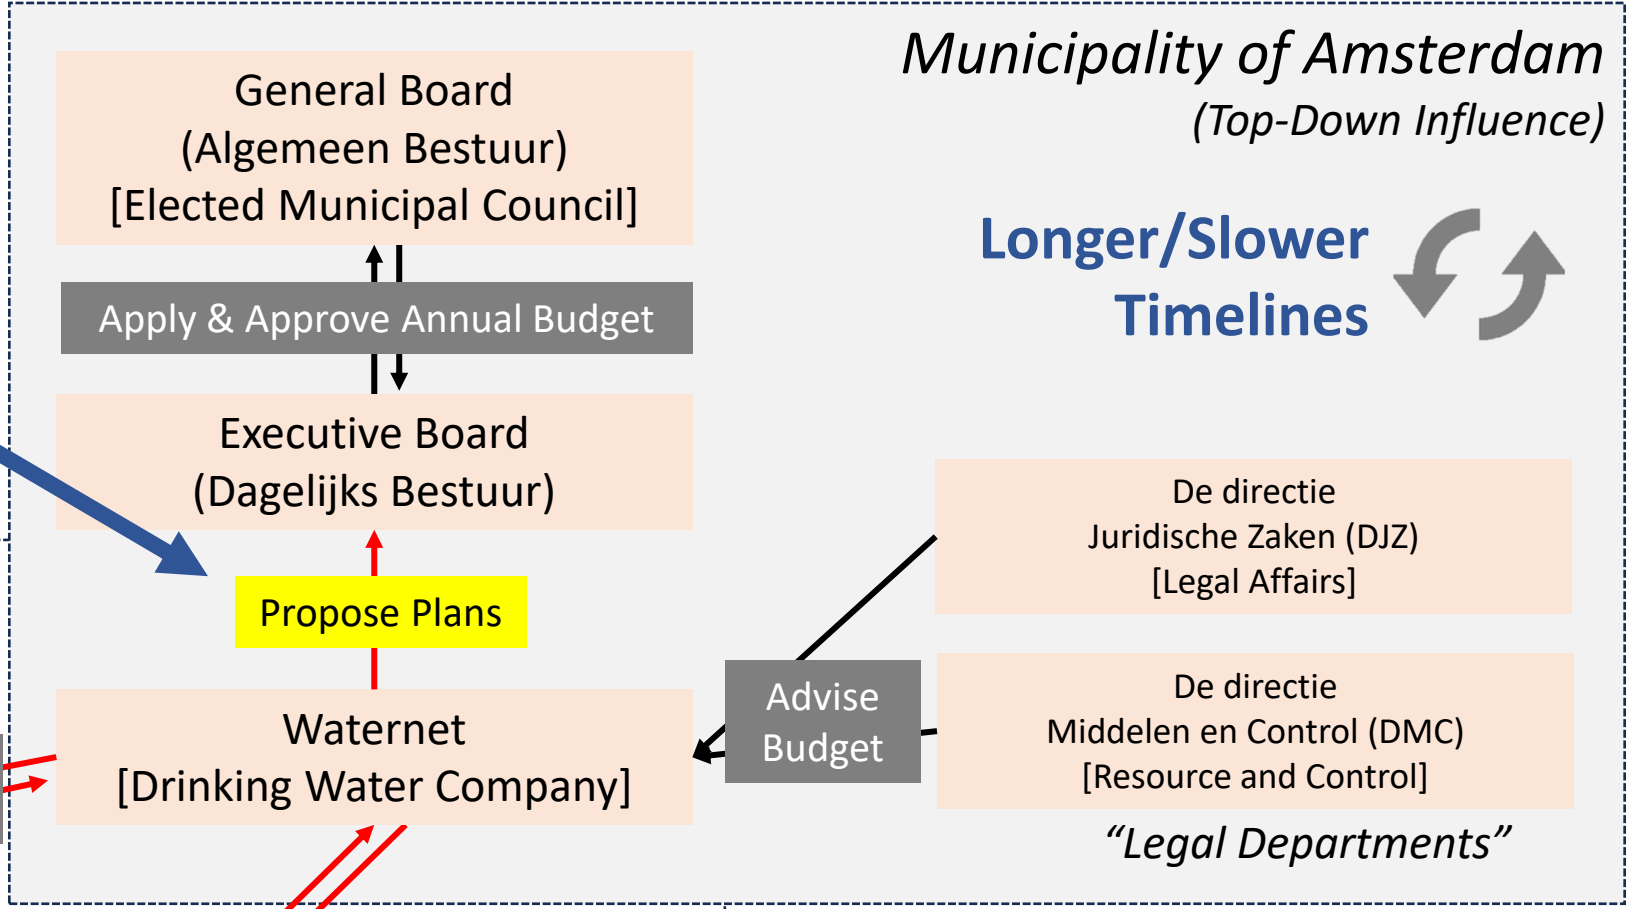 Municipality of Amsterdam
(Top-Down Influence)
General Board
(Algemeen Bestuur)
[Elected Municipal Council]
Longer/Slower
Timelines
Apply & Approve Annual Budget
Executive Board
(Dagelijks Bestuur)
Propose Plans
Waternet
[Drinking Water Company]
Advise
Budget
De directie
Juridische Zaken (DJZ)
[Legal Affairs]
De directie
Middelen en Control (DMC)
[Resource and Control]
“Legal Departments”